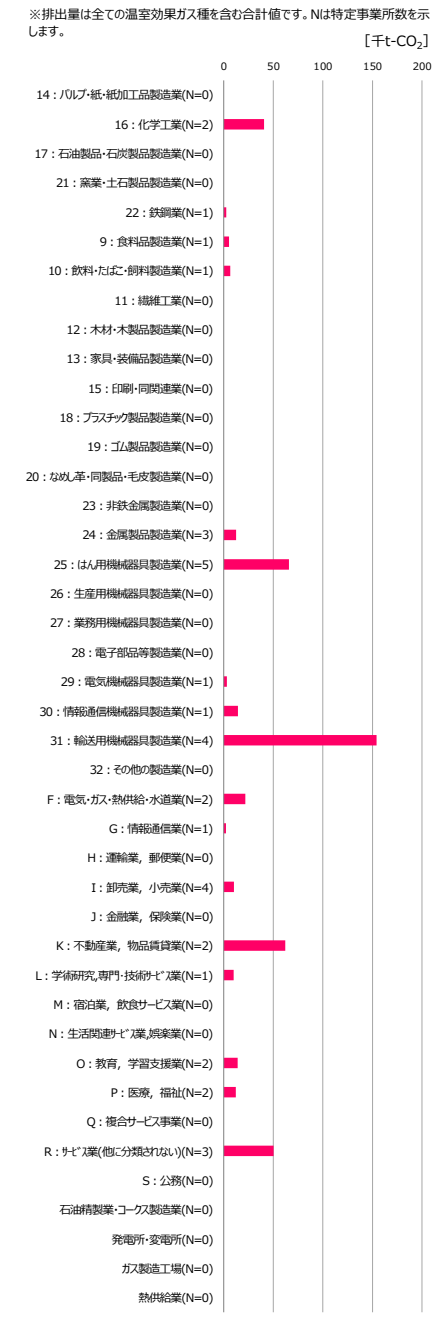 ※排出量は全ての温室効果ガス種を含む合計値です。Nは特定事業所数を示
します。
[千t-CO₂]
0 50 100 150 200
14：パルプ・紙・紙加工品製造業(N=0)
16：化学工業(N=2)
17：石油製品・石炭製品製造業(N=0)
21：窯業・土石製品製造業(N=0)
22：鉄鋼業(N=1)
9：食料品製造業(N=1)
10：飲料・たばこ・飼料製造業(N=1)
11：繊維工業(N=0)
12：木材・木製品製造業(N=0)
13：家具・装備品製造業(N=0)
15：印刷・同関連業(N=0)
18：プラスチック製品製造業(N=0)
19：ゴム製品製造業(N=0)
20：なめし革・同製品・毛皮製造業(N=0)
23：非鉄金属製造業(N=0)
24：金属製品製造業(N=3)
25：はん用機械器具製造業(N=5)
26：生産用機械器具製造業(N=0)
27：業務用機械器具製造業(N=0)
28：電子部品等製造業(N=0)
29：電気機械器具製造業(N=1)
30：情報通信機械器具製造業(N=1)
31：輸送用機械器具製造業(N=4)
32：その他の製造業(N=0)
F：電気・ガス・熱供給・水道業(N=2)
G：情報通信業(N=1)
H：運輸業，郵便業(N=0)
I：卸売業，小売業(N=4)
J：金融業，保険業(N=0)
K：不動産業，物品賃貸業(N=2)
L：学術研究,専門・技術ｻｰﾋﾞｽ業(N=1)
M：宿泊業，飲食サービス業(N=0)
N：生活関連ｻｰﾋﾞｽ業,娯楽業(N=0)
O：教育，学習支援業(N=2)
P：医療，福祉(N=2)
Q：複合サービス事業(N=0)
R：ｻｰﾋﾞｽ業(他に分類されない)(N=3)
S：公務(N=0)
石油精製業・コークス製造業(N=0)
発電所・変電所(N=0)
ガス製造工場(N=0)
熱供給業(N=0)